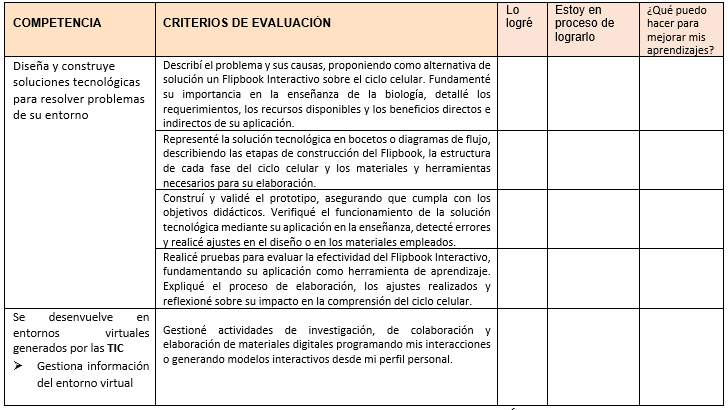 COMPETENCIA
CRITERIOS DE EVALUACIÓN
Lo
logré
Estoy en
proceso de
lograrlo
¿Qué puedo
hacer para
mejorar mis
aprendizajes?
Diseña y construye
soluciones tecnológicas
para resolver problemas
de su entorno
Describí el problema y sus causas, proponiendo como alternativa de
solución un Flipbook Interactivo sobre el ciclo celular. Fundamenté
su importancia en la enseñanza de la biología, detallé los
requerimientos, los recursos disponibles y los beneficios directos e
indirectos de su aplicación.
Representé la solución tecnológica en bocetos o diagramas de flujo,
describiendo las etapas de construcción del Flipbook, la estructura
de cada fase del ciclo celular y los materiales y herramientas
necesarios para su elaboración.
Construí y validé el prototipo, asegurando que cumpla con los
objetivos didácticos. Verifiqué el funcionamiento de la solución
tecnológica mediante su aplicación en la enseñanza, detecté errores
y realicé ajustes en el diseño o en los materiales empleados.
Realicé pruebas para evaluar la efectividad del Flipbook Interactivo,
fundamentando su aplicación como herramienta de aprendizaje.
Expliqué el proceso de elaboración, los ajustes realizados y
reflexioné sobre su impacto en la comprensión del ciclo celular.
Se desenvuelve en
entornos virtuales
generados por las TIC
➢ Gestiona información
del entorno virtual
Gestioné actividades de investigación, de colaboración y
elaboración de materiales digitales programando mis interacciones
o generando modelos interactivos desde mi perfil personal.